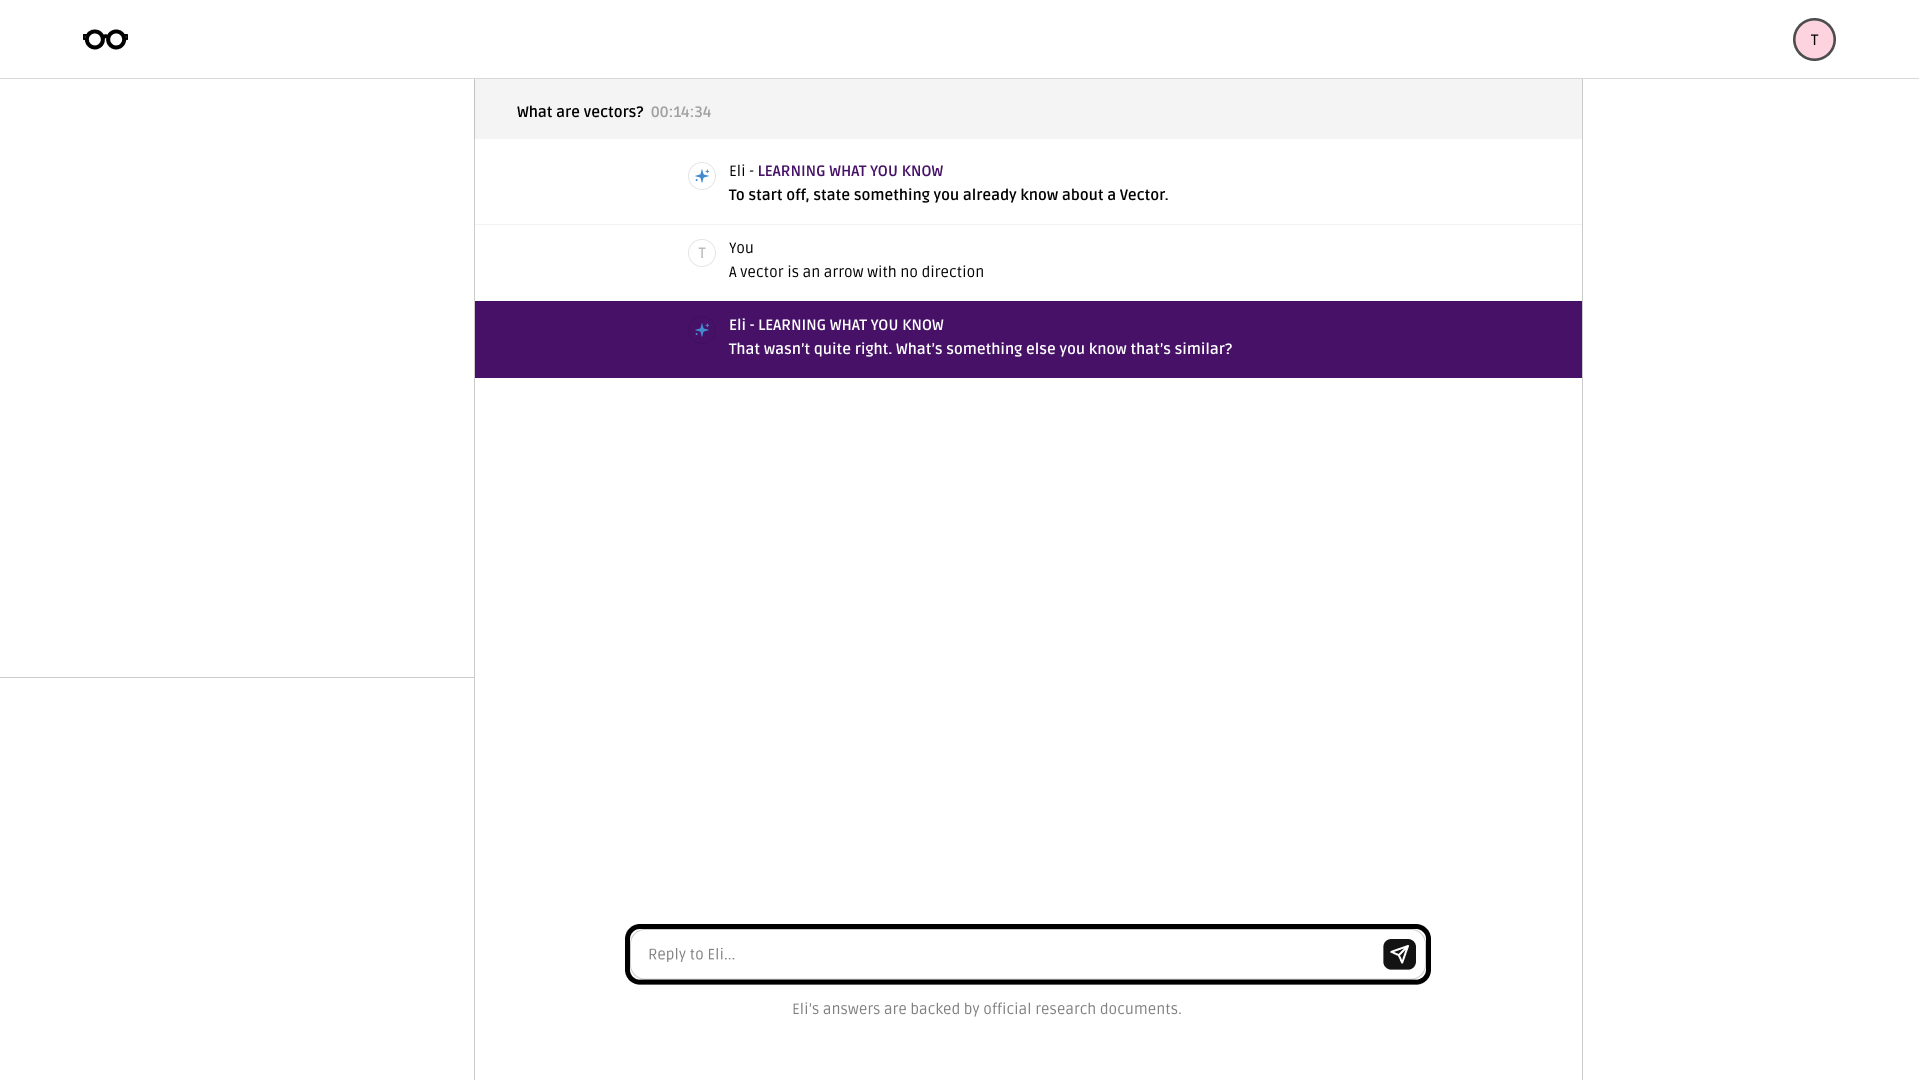 T
What are vectors? 00:14:34
Eli - LEARNING WHAT YOU KNOW
To start off, state something you already know about a Vector.
T
You
A vector is an arrow with no direction
Eli - LEARNING WHAT YOU KNOW
That wasn't quite right. What's something else you know that's similar?
Reply to Eli...
Eli's answers are backed by official research documents.